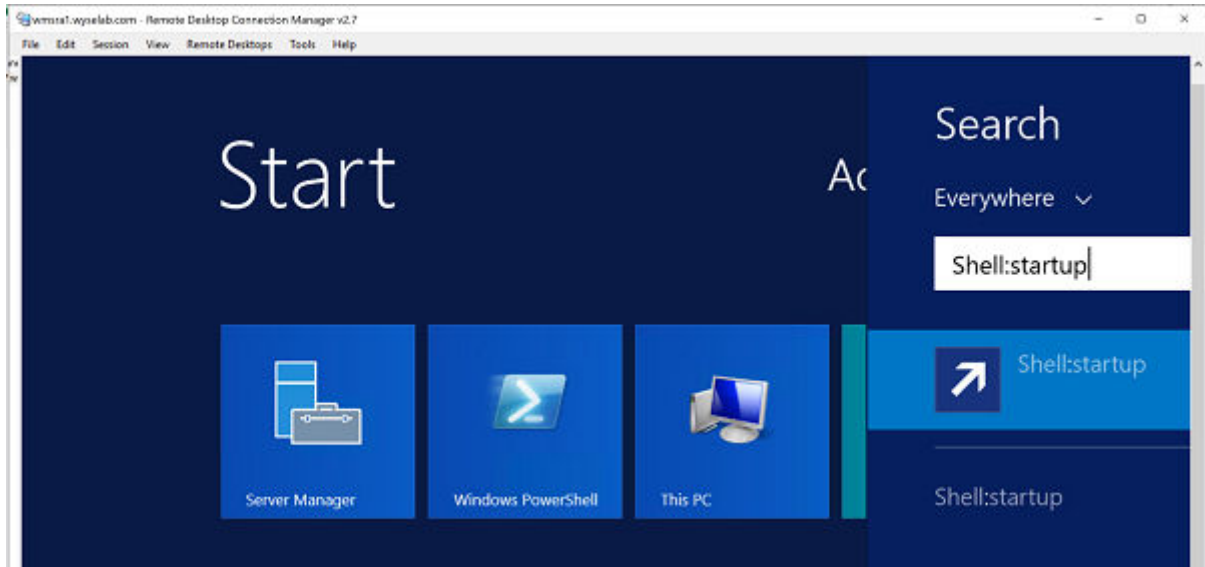 wmsra1.wyselab.com - Remote Desktop Connection Manager v2.7
File Edit Session View Remote Desktops Tools Help
Start
Ac
Search
Everywhere
Shell:startup
Shell:startup
Server Manager
Windows PowerShell
This PC
Shell:startup